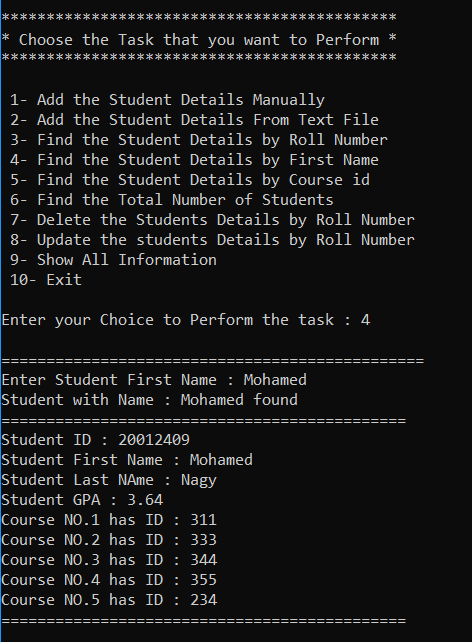 ********************************************
* Choose the Task that you want to Perform *
********************************************
1- Add the Student Details Manually
2- Add the Student Details From Text File
3- Find the Student Details by Roll Number
4- Find the Student Details by First Name
5- Find the Student Details by Course id
6- Find the Total Number of Students
7- Delete the Students Details by Roll Number
8- Update the students Details by Roll Number
9- Show All Information
10- Exit
Enter your Choice to Perform the task : 4
===============================================
Enter Student First Name : Mohamed
Student with Name : Mohamed found
=============================================
Student ID : 20012409
Student First Name : Mohamed
Student Last NAme : Nagy
Student GPA : 3.64
Course NO.1 has ID : 311
Course NO.2 has ID : 333
Course NO.3 has ID : 344
Course NO.4 has ID : 355
Course NO.5 has ID : 234
=============================================